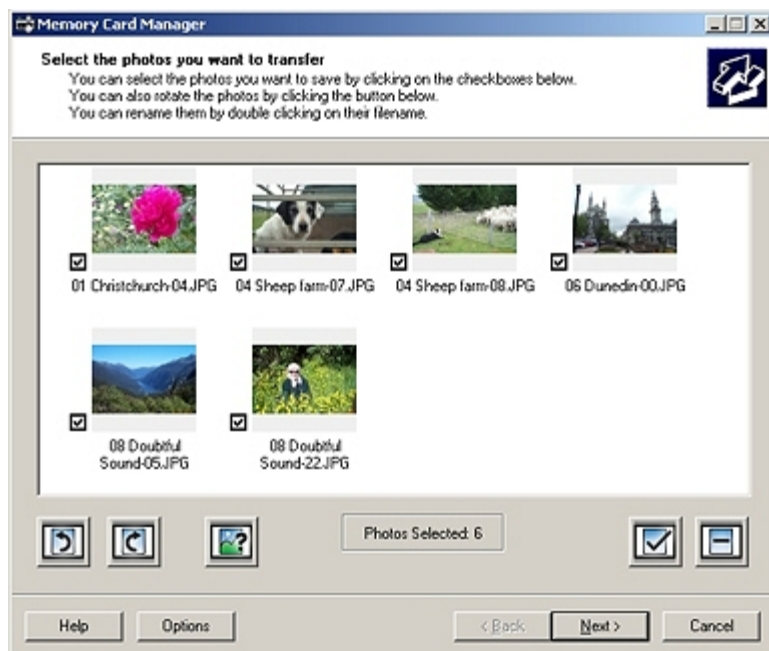 Memory Card Manager
Select the photos you want to transfer
You can select the photos you want to save by clicking on the checkboxes below.
You can also rotate the photos by clicking the button below.
You can rename them by double clicking on their filename.
01 Christchurch-04.JPG
04 Sheep farm-07.JPG
04 Sheep farm-08.JPG
06 Dunedin-00.JPG
08 Doubtful
Sound-05.JPG
08 Doubtful
Sound-22.JPG
Photos Selected: 6
Help
Options
< Back
Next >
Cancel